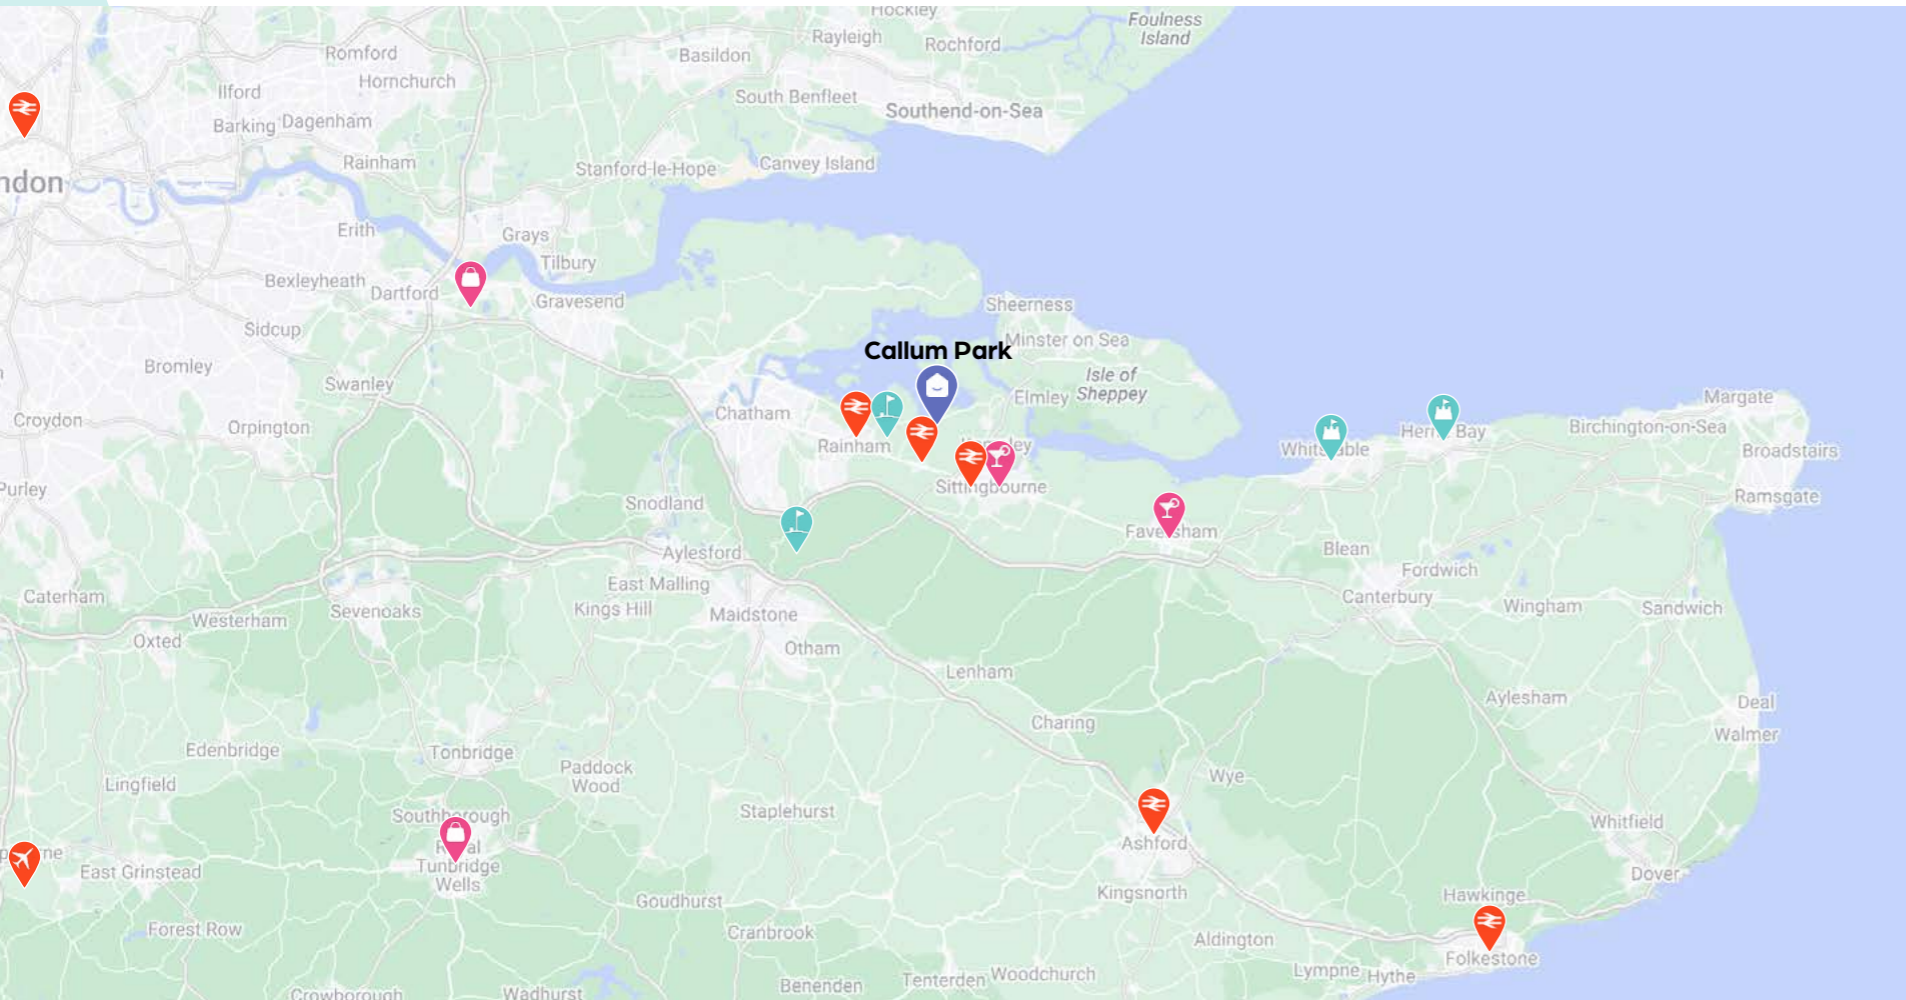 Hockley
Foulness
Island
Rayleigh
Rochford
Romford
Basildon
Hornchurch
Ilford
South Benfleet
Southend-on-Sea
Barking
Dagenham
Rainham
Stanford-le-Hope
Canvey Island
ndon
Erith
Grays
Tilbury
Bexleyheath
Dartford
Gravesend
Sheerness
Sidcup
Callum Park
Minster on Sea
Bromley
Swanley
Isle of
Sheppey
Elmley
Margate
Chatham
Croydon
Orpington
Rainham
Birchington-on-Sea
Broadstairs
Purley
Sittingbourne
Ramsgate
Snodland
Aylesford
Blean
Fordwich
East Malling
Caterham
Canterbury
Kings Hill
Sevenoaks
Maidstone
Wingham
Sandwich
Westerham
Oxted
Otham
Lenham
Aylesham
Deal
Charing
Walmer
Edenbridge
Tonbridge
Paddock
Wood
Wye
Lingfield
Staplehurst
Southborough
Whitfield
Ashford
Tunbridge
Wells
East Grinstead
Dover
Kingsnorth
Hawkinge
Goudhurst
Forest Row
Cranbrook
Aldington
Folkestone
Lympne
Hythe
Woodchurch
Tenterden
Benenden
Crowborough
Wadhurst